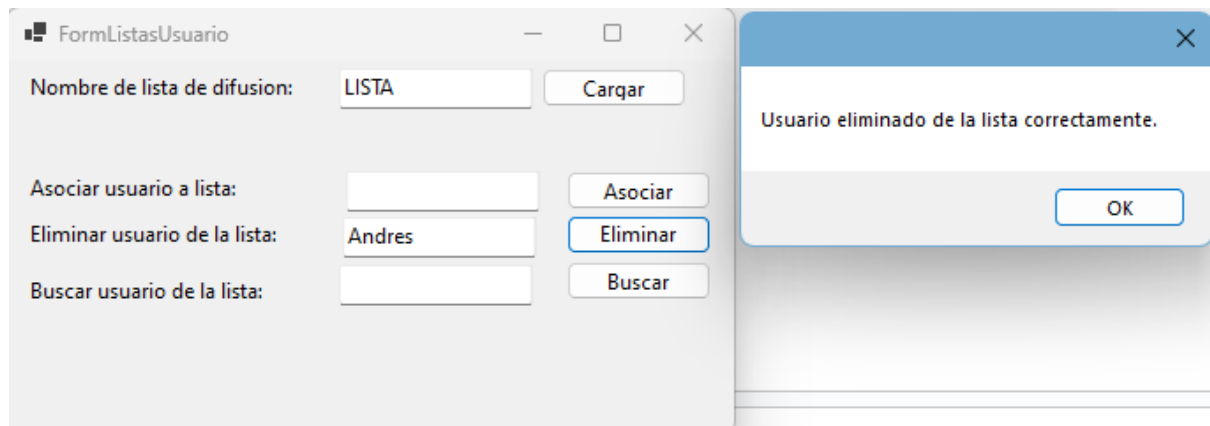 FormListasUsuario
Nombre de lista de difusion: LISTA Cargar
Asociar usuario a lista: Asociar
Eliminar usuario de la lista: Andres Eliminar
Buscar usuario de la lista: Buscar
Usuario eliminado de la lista correctamente.
OK